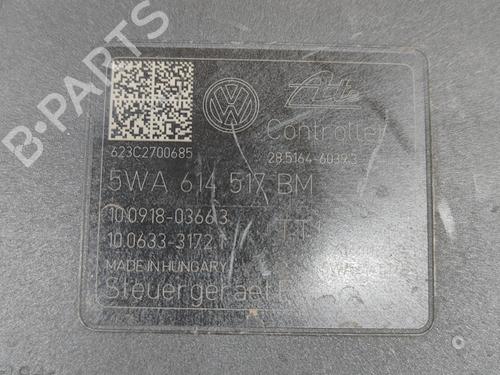 B-PARTS
Ate
Controller
623C2700685
28.5164-6039.3
5WA 614 517 BM
10.0918-0366.3
10.0633-3172.1
MADE IN HUNGARY
Steuergeraet